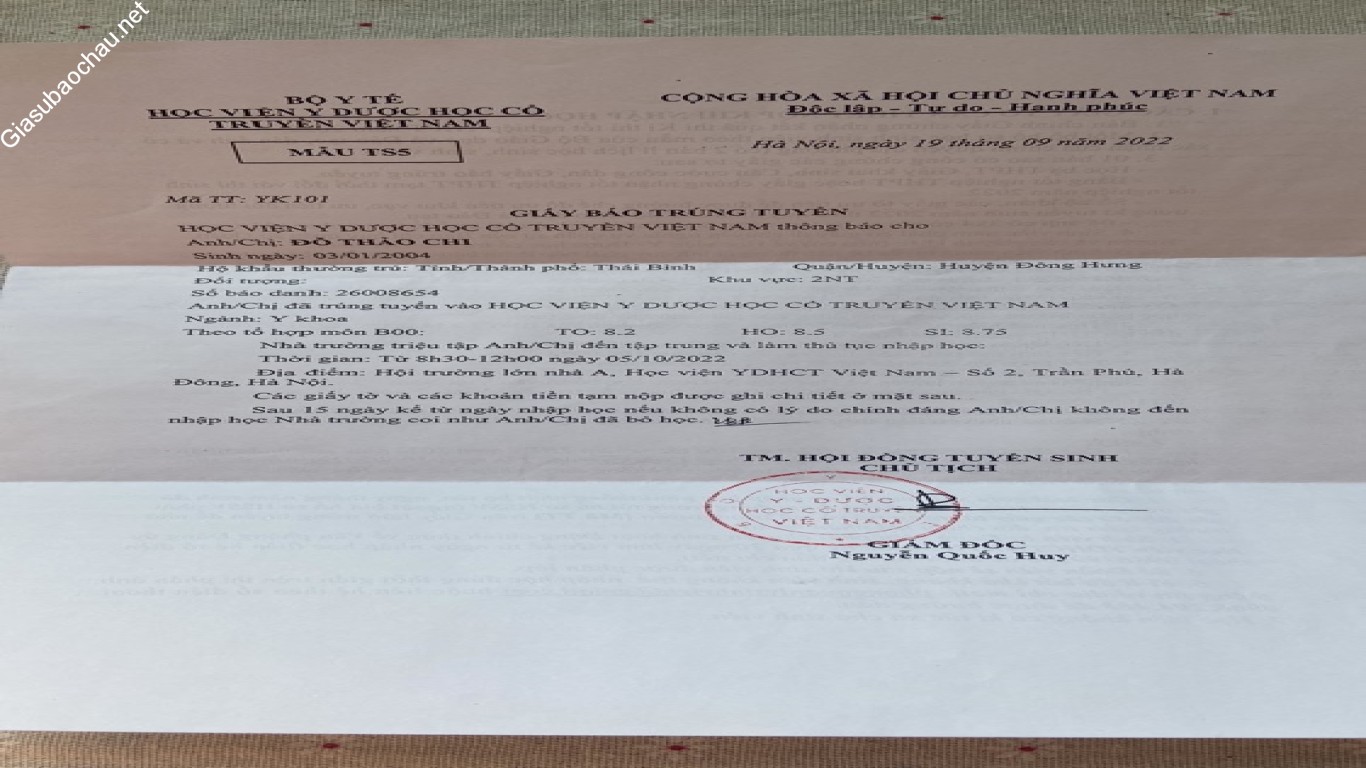 Giasubaochau.net
BỘ Y TẾ
HỌC VIỆN Y DƯỢC HỌC CỔ
TRUYỀN VIỆT NAM
MẪU TS5
CỘNG HÒA XÃ HỘI CHỦ NGHĨA VIỆT NAM
Độc lập – Tự do – Hạnh phúc
Hà Nội, ngày 19 tháng 09 năm 2022
Mã TT: YK101
GIẤY BÁO TRÚNG TUYỂN
HỌC VIỆN Y DƯỢC HỌC CỔ TRUYỀN VIỆT NAM thông báo cho
Anh/Chị: ĐỖ THẢO CHI
Sinh ngày: 03/01/2004
Hộ khẩu thường trú: Tỉnh/Thành phố: Thái Bình Quận/Huyện: Huyện Đông Hưng
Đối tượng: Khu vực: 2NT
Số báo danh: 26008654
Anh/Chị đã trúng tuyển vào HỌC VIỆN Y DƯỢC HỌC CỔ TRUYỀN VIỆT NAM
Ngành: Y khoa
Theo tổ hợp môn B00: TO: 8.2 HO: 8.5 SI: 8.75
Nhà trường triệu tập Anh/Chị đến tập trung và làm thủ tục nhập học:
Thời gian: Từ 8h30-12h00 ngày 05/10/2022
Địa điểm: Hội trường lớn nhà A, Học viện YDHCT Việt Nam – Số 2, Trần Phú, Hà
Đông, Hà Nội.
Các giấy tờ và các khoản tiền tạm nộp được ghi chi tiết ở mặt sau.
Sau 15 ngày kể từ ngày nhập học nếu không có lý do chính đáng Anh/Chị không đến
nhập học Nhà trường coi như Anh/Chị đã bỏ học.
TM. HỘI ĐỒNG TUYỂN SINH
CHỦ TỊCH
HỌC VIỆN
Y - DƯỢC
HỌC CỔ TRUYỀN
VIỆT NAM
GIÁM ĐỐC
Nguyễn Quốc Huy